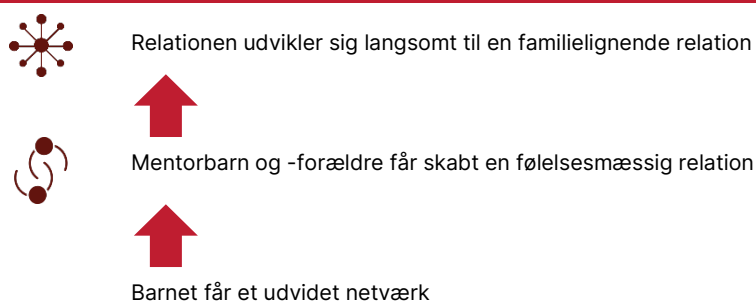 Relationen udvikler sig langsomt til en familielignende relation
Mentorbarn og -forældre får skabt en følelsesmæssig relation
Barnet får et udvidet netværk